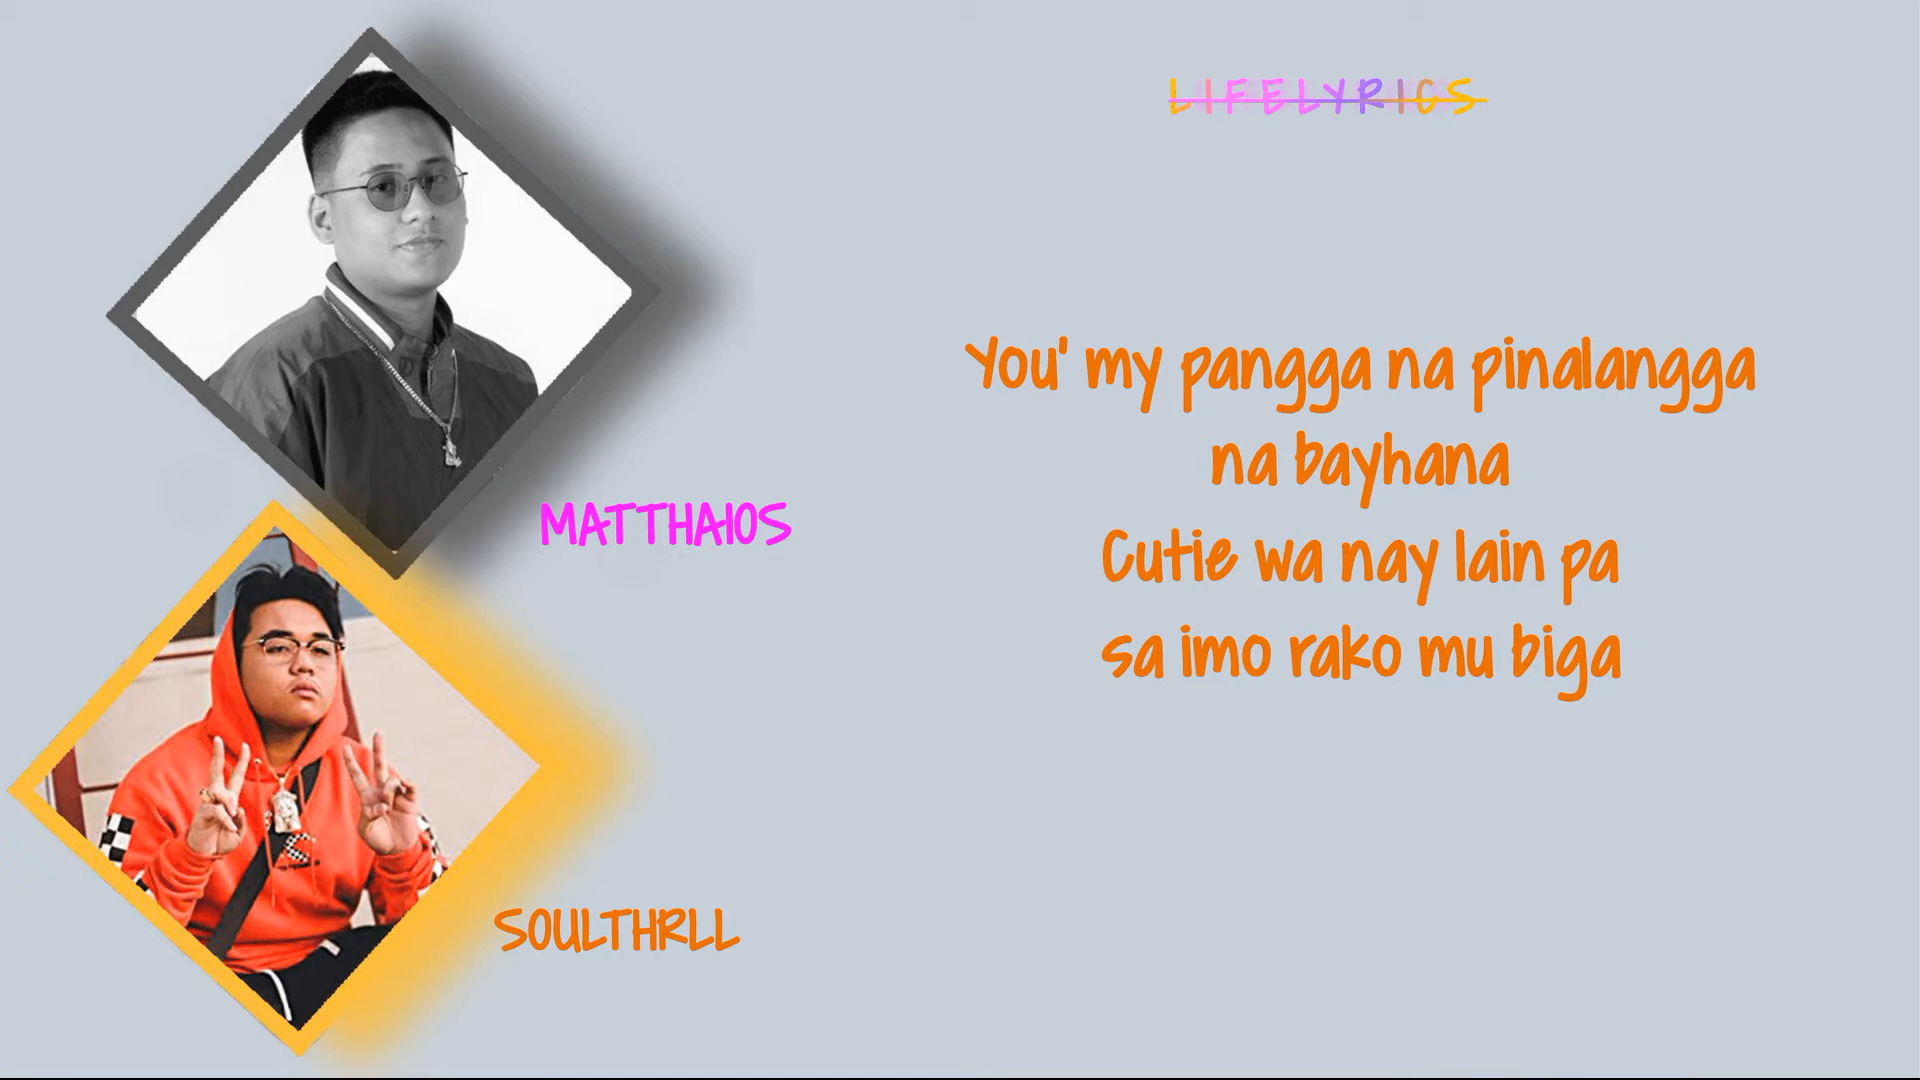 LIFELYRICS
You' my pangga na pinalangga
na bayhana
Cutie wa nay lain pa
sa imo rako mu biga
MATTHAIOS
SOULTHRLL